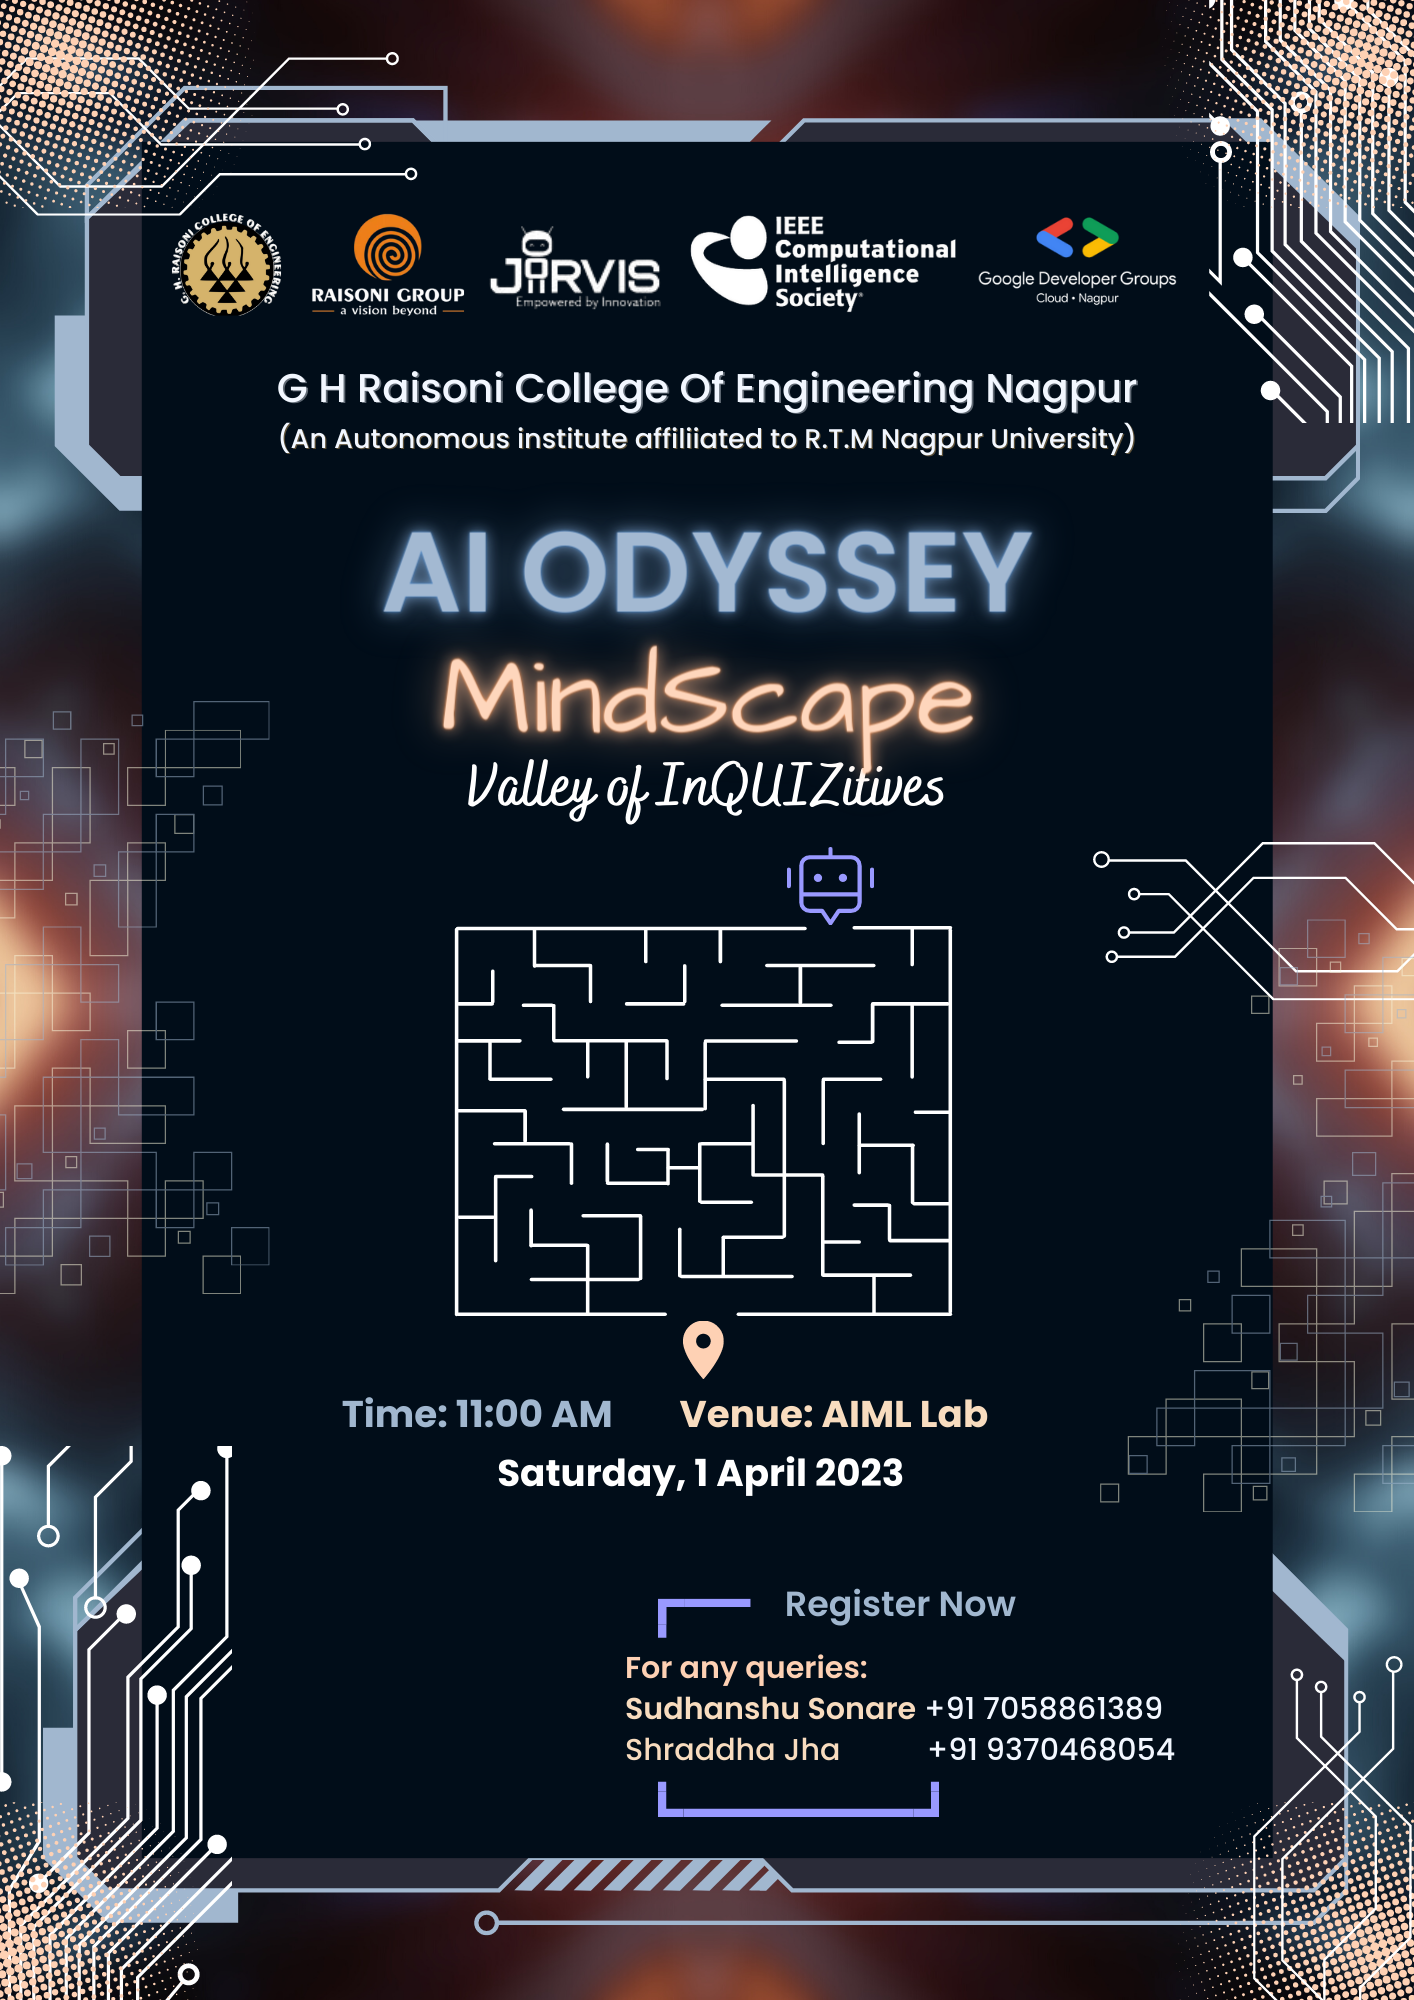 G. H. RAISONI COLLEGE OF ENGINEERING
RAISONI GROUP
a vision beyond
JARVIS
Empowered by Innovation
IEEE
Computational
Intelligence
Society
Google Developer Groups
Cloud • Nagpur
G H Raisoni College Of Engineering Nagpur
(An Autonomous institute affiliiated to R.T.M Nagpur University)
AI ODYSSEY
MindScape
Valley of InQUIZitives
Time: 11:00 AM Venue: AIML Lab
Saturday, 1 April 2023
Register Now
For any queries:
Sudhanshu Sonare +91 7058861389
Shraddha Jha +91 9370468054